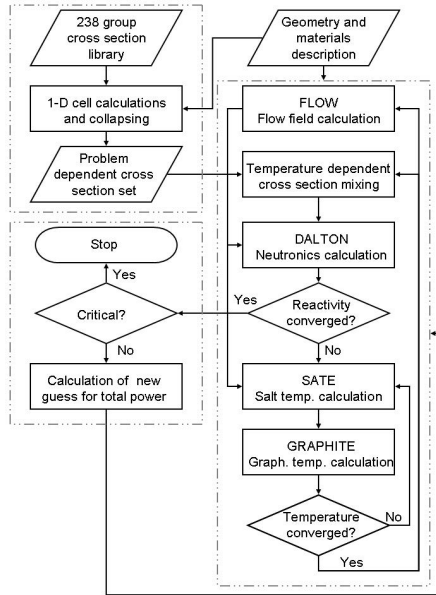 238 group
cross section
library
Geometry and
materials
description
1-D cell calculations
and collapsing
FLOW
Flow field calculation
Problem
dependent cross
section set
Temperature dependent
cross section mixing
Stop
DALTON
Neutronics calculation
Yes
Critical?
Yes
Reactivity
converged?
No
No
Calculation of new
guess for total power
SATE
Salt temp. calculation
GRAPHITE
Graph. temp. calculation
Temperature
converged?
No
Yes